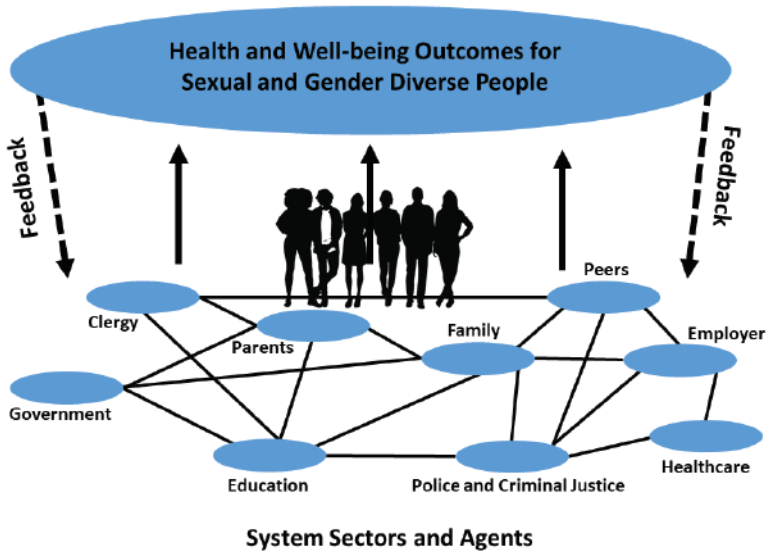 Health and Well-being Outcomes for
Sexual and Gender Diverse People
Feedback
Feedback
Peers
Clergy
Parents
Family
Employer
Government
Education
Police and Criminal Justice
Healthcare
System Sectors and Agents